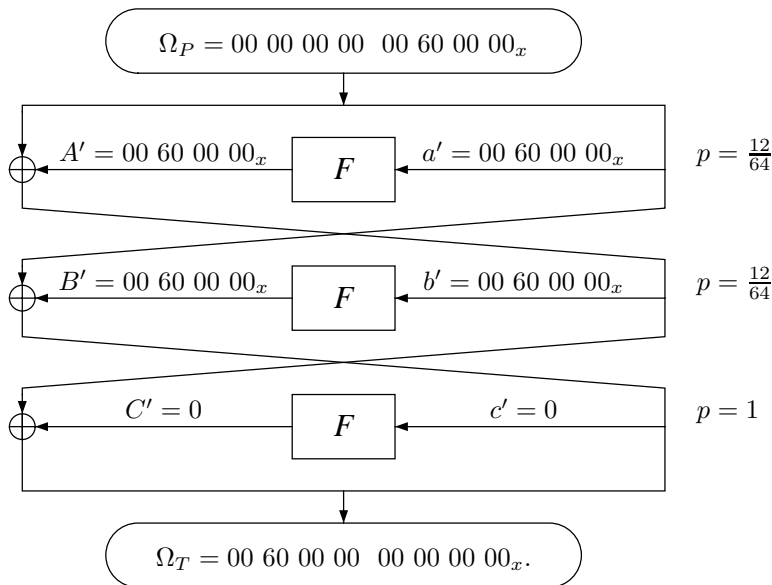 Ω_P = 00 00 00 00 00 60 00 00_x
A′ = 00 60 00 00_x F a′ = 00 60 00 00_x p = 12/64
B′ = 00 60 00 00_x F b′ = 00 60 00 00_x p = 12/64
C′ = 0 F c′ = 0 p = 1
Ω_T = 00 60 00 00 00 00 00 00_x.